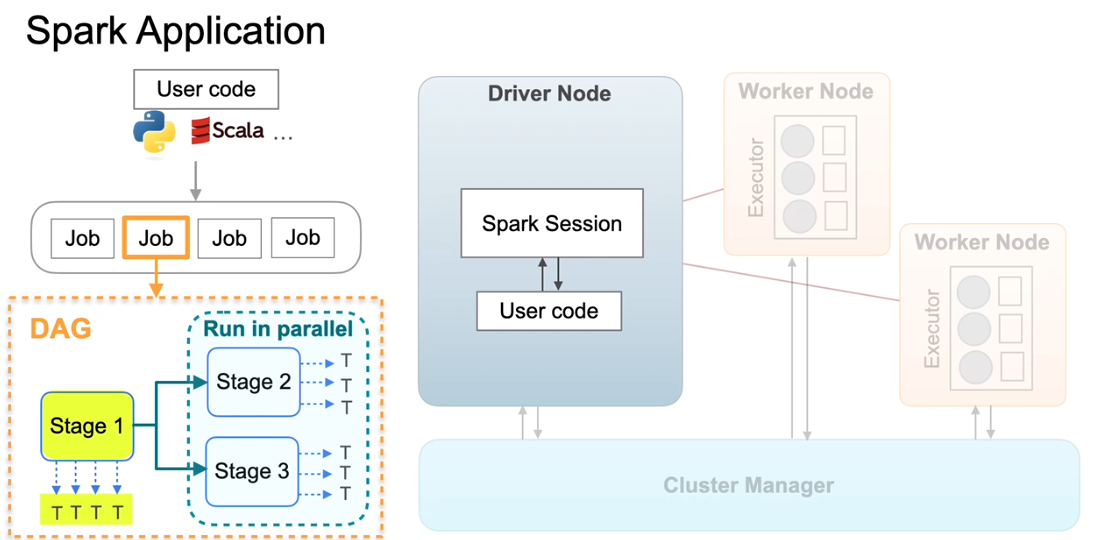 Spark Application
User code
Scala ...
Job Job Job Job
DAG
Run in parallel
Stage 1
Stage 2
T
T
T
Stage 3
T
T
T
T T T T
Driver Node
Spark Session
User code
Worker Node
Executor
Worker Node
Executor
Cluster Manager